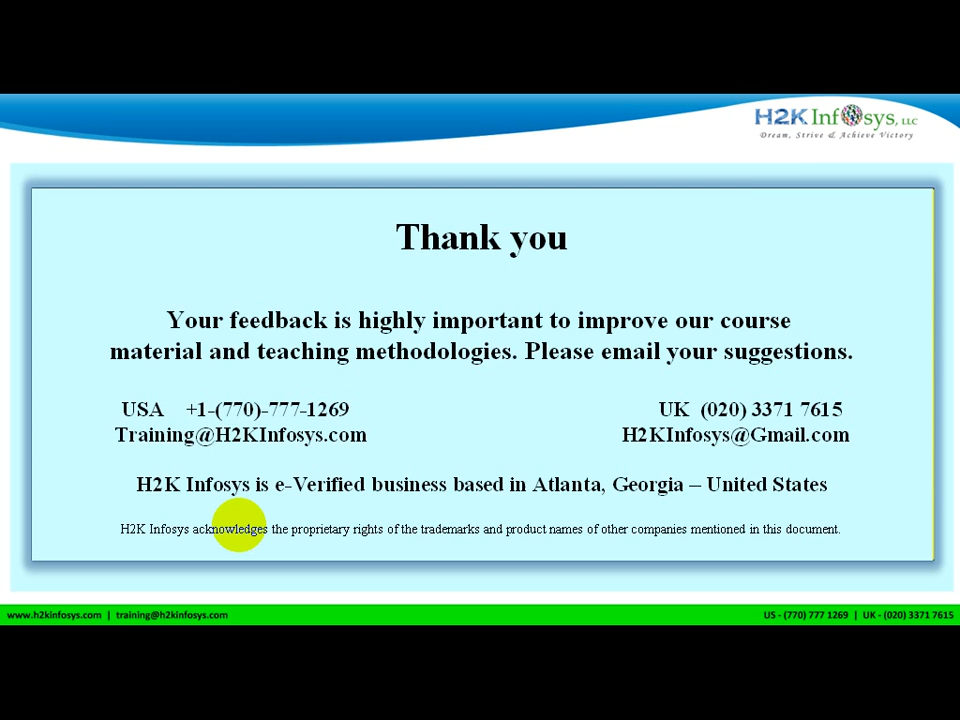 H2K Infosys, LLC
Dream, Strive & Achieve Victory
Thank you
Your feedback is highly important to improve our course
material and teaching methodologies. Please email your suggestions.
USA +1-(770)-777-1269
UK (020) 3371 7615
Training@H2KInfosys.com
H2KInfosys@Gmail.com
H2K Infosys is e-Verified business based in Atlanta, Georgia – United States
H2K Infosys acknowledges the proprietary rights of the trademarks and product names of other companies mentioned in this document.
www.h2kinfosys.com | training@h2kinfosys.com
US - (770) 777 1269 | UK - (020) 3371 7615